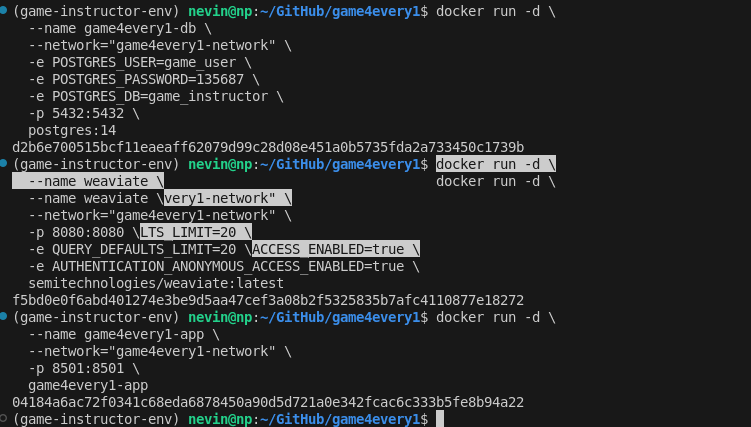 (game-instructor-env) nevin@np:~/GitHub/game4every1$ docker run -d \
--name game4every1-db \
--network="game4every1-network" \
-e POSTGRES_USER=game_user \
-e POSTGRES_PASSWORD=135687 \
-e POSTGRES_DB=game_instructor \
-p 5432:5432 \
postgres:14
d2b6e700515bcf11eaeaff62079d99c28d08e451a0b5735fda2a733450c1739b
(game-instructor-env) nevin@np:~/GitHub/game4every1$ docker run -d \
--name weaviate \ docker run -d \
--name weaviate \very1-network" \
--network="game4every1-network" \
-p 8080:8080 \LTS_LIMIT=20 \
-e QUERY_DEFAULTS_LIMIT=20 \ACCESS_ENABLED=true \
-e AUTHENTICATION_ANONYMOUS_ACCESS_ENABLED=true \
semitechnologies/weaviate:latest
f5bd0e0f6abd401274e3be9d5aa47cef3a08b2f5325835b7afc4110877e18272
(game-instructor-env) nevin@np:~/GitHub/game4every1$ docker run -d \
--name game4every1-app \
--network="game4every1-network" \
-p 8501:8501 \
game4every1-app
04184a6ac72f0341c68eda6878450a90d5d721a0e342fcac6c333b5fe8b94a22
(game-instructor-env) nevin@np:~/GitHub/game4every1$